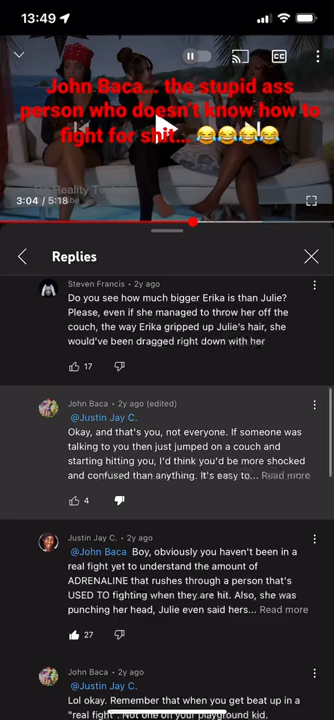 13:49
John Baca... the stupid ass
person who doesn't know how to
fight for shit... 😂😂😂😂
CC
3:04 / 5:18
Replies
Steven Francis • 2y ago
Do you see how much bigger Erika is than Julie?
Please, even if she managed to throw her off the
couch, the way Erika gripped up Julie's hair, she
would've been dragged right down with her
17
John Baca • 2y ago (edited)
@Justin Jay C.
Okay, and that's you, not everyone. If someone was
talking to you then just jumped on a couch and
starting hitting you, I'd think you'd be more shocked
and confused than anything. It's easy to... Read more
4
Justin Jay C. • 2y ago
@John Baca Boy, obviously you haven't been in a
real fight yet to understand the amount of
ADRENALINE that rushes through a person that's
USED TO fighting when they are hit. Also, she was
punching her head, Julie even said hers... Read more
27
John Baca • 2y ago
@Justin Jay C.
Lol okay. Remember that when you get beat up in a
"real fight". Not one on your playground kid.